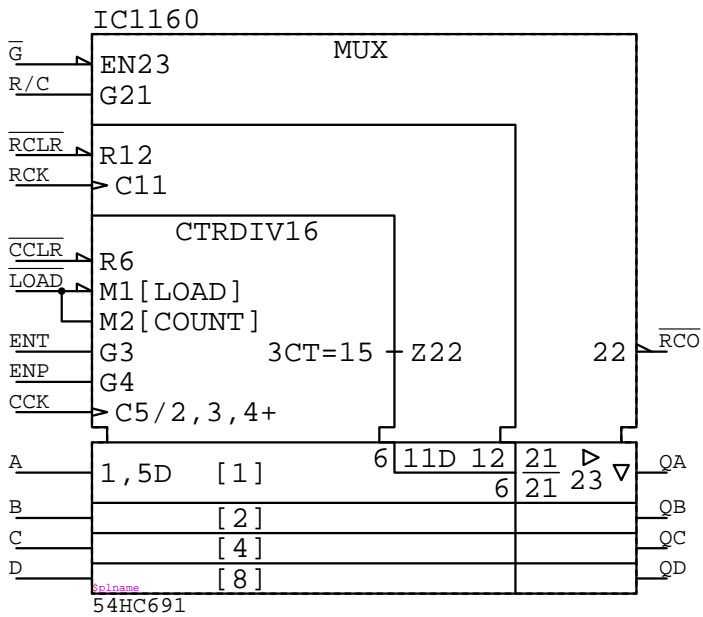 IC1160
MUX
G
EN23
R/C
G21
RCLR
R12
RCK
C11
CTRDIV16
CCLR
R6
LOAD
M1[LOAD]
M2[COUNT]
ENT
G3
3CT=15
Z22
22
RCO
ENP
G4
CCK
C5/2,3,4+
A
1,5D
[1]
6
11D
12
21
6
21
23
QA
B
[2]
QB
C
[4]
QC
D
[8]
QD
Splname
54HC691